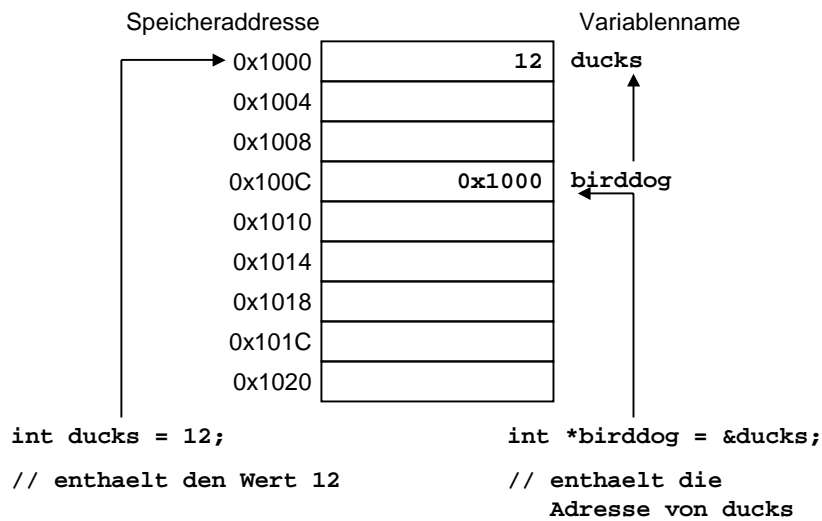 Speicheraddresse Variablenname
0x1000 12 ducks
0x1004
0x1008
0x100C 0x1000 birddog
0x1010
0x1014
0x1018
0x101C
0x1020
int ducks = 12; int *birddog = &ducks;
// enthaelt den Wert 12 // enthaelt die
Adresse von ducks